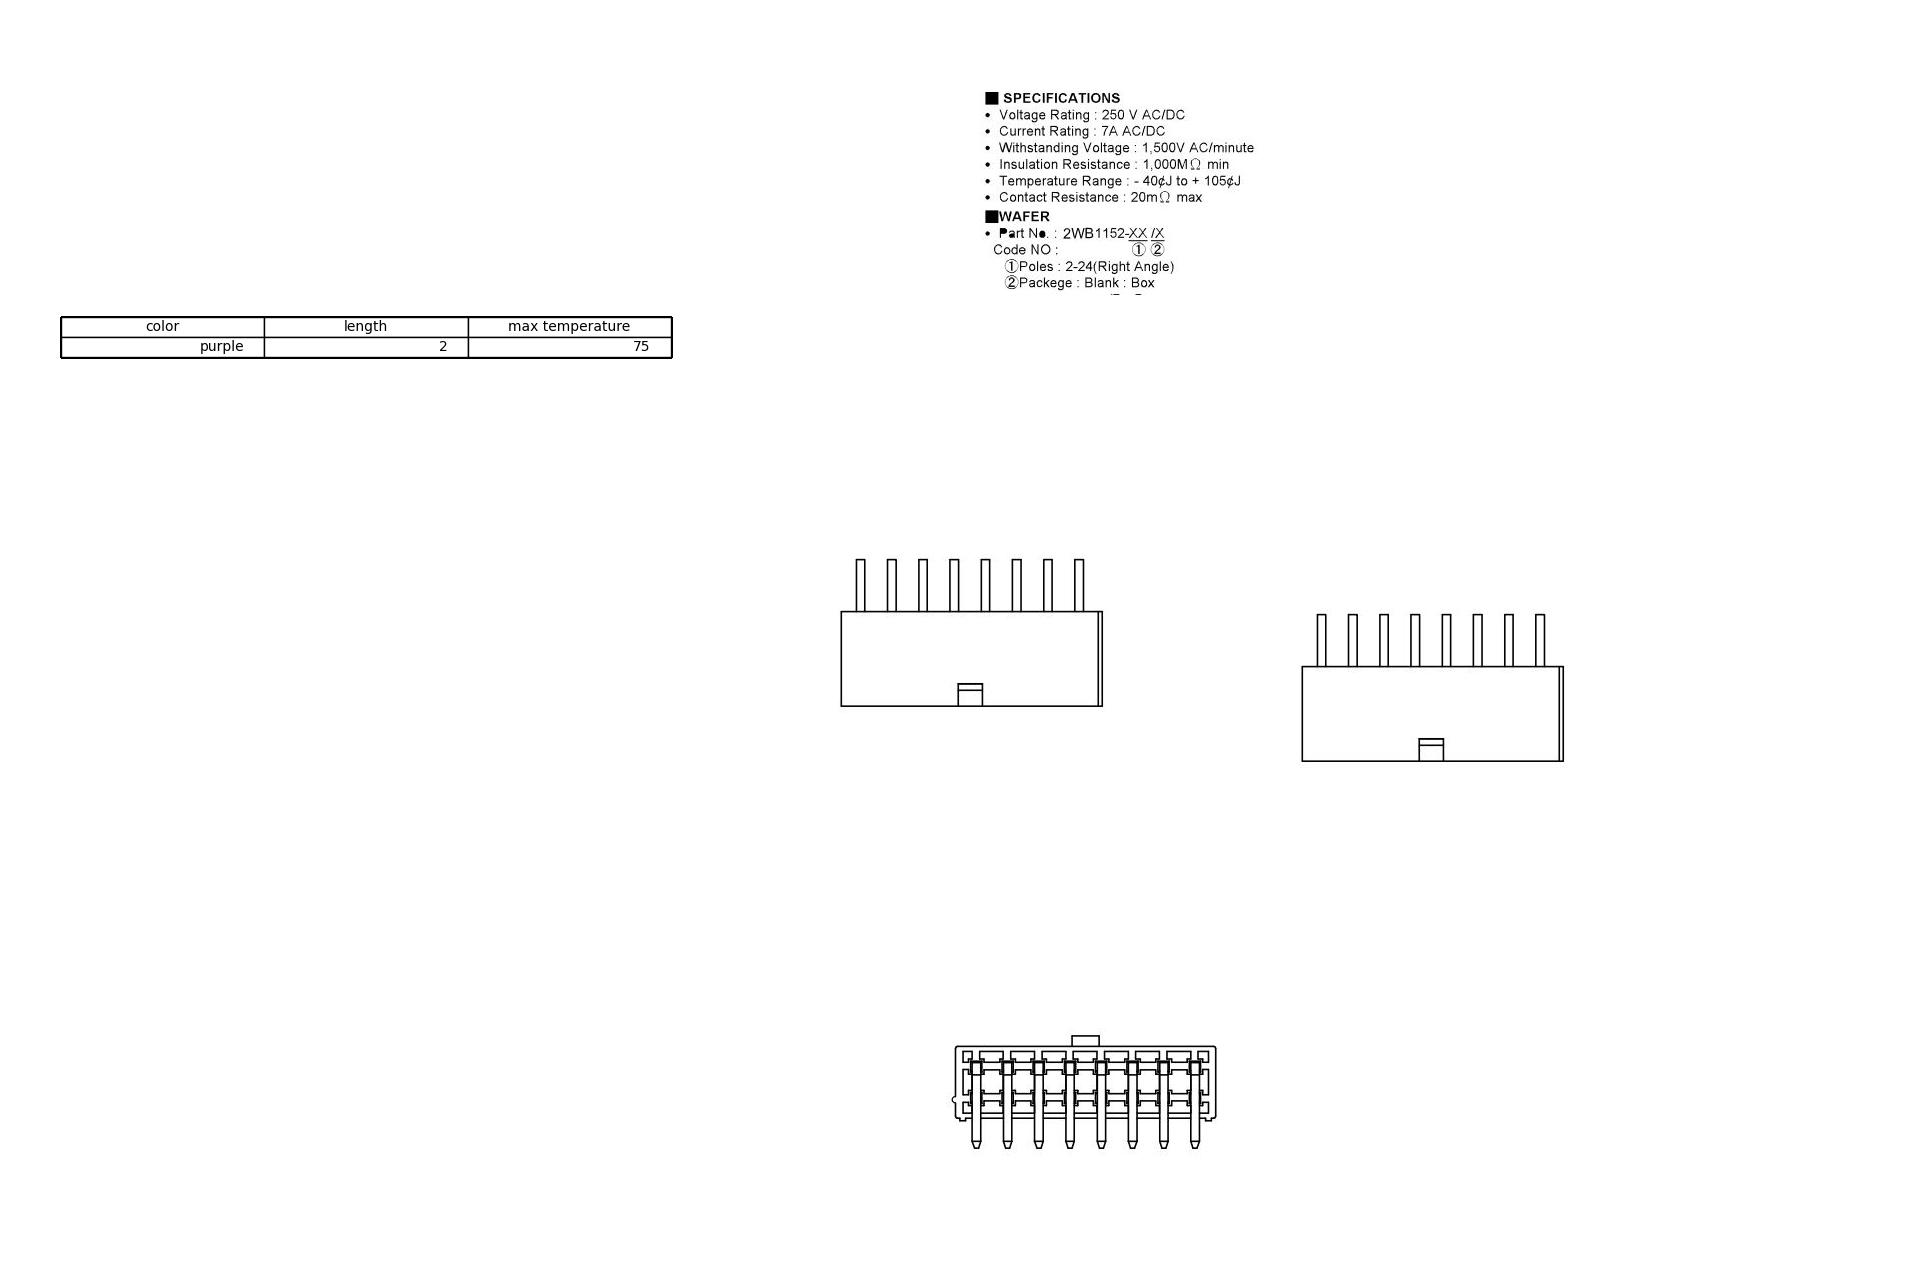 ■ SPECIFICATIONS
• Voltage Rating : 250 V AC/DC
• Current Rating : 7A AC/DC
• Withstanding Voltage : 1,500V AC/minute
• Insulation Resistance : 1,000MΩ min
• Temperature Range : - 40¢J to + 105¢J
• Contact Resistance : 20mΩ max
■WAFER
• Part No. : 2WB1152-XX /X
Code NO : ① ②
①Poles : 2-24(Right Angle)
②Packege : Blank : Box
color length max temperature
purple 2 75